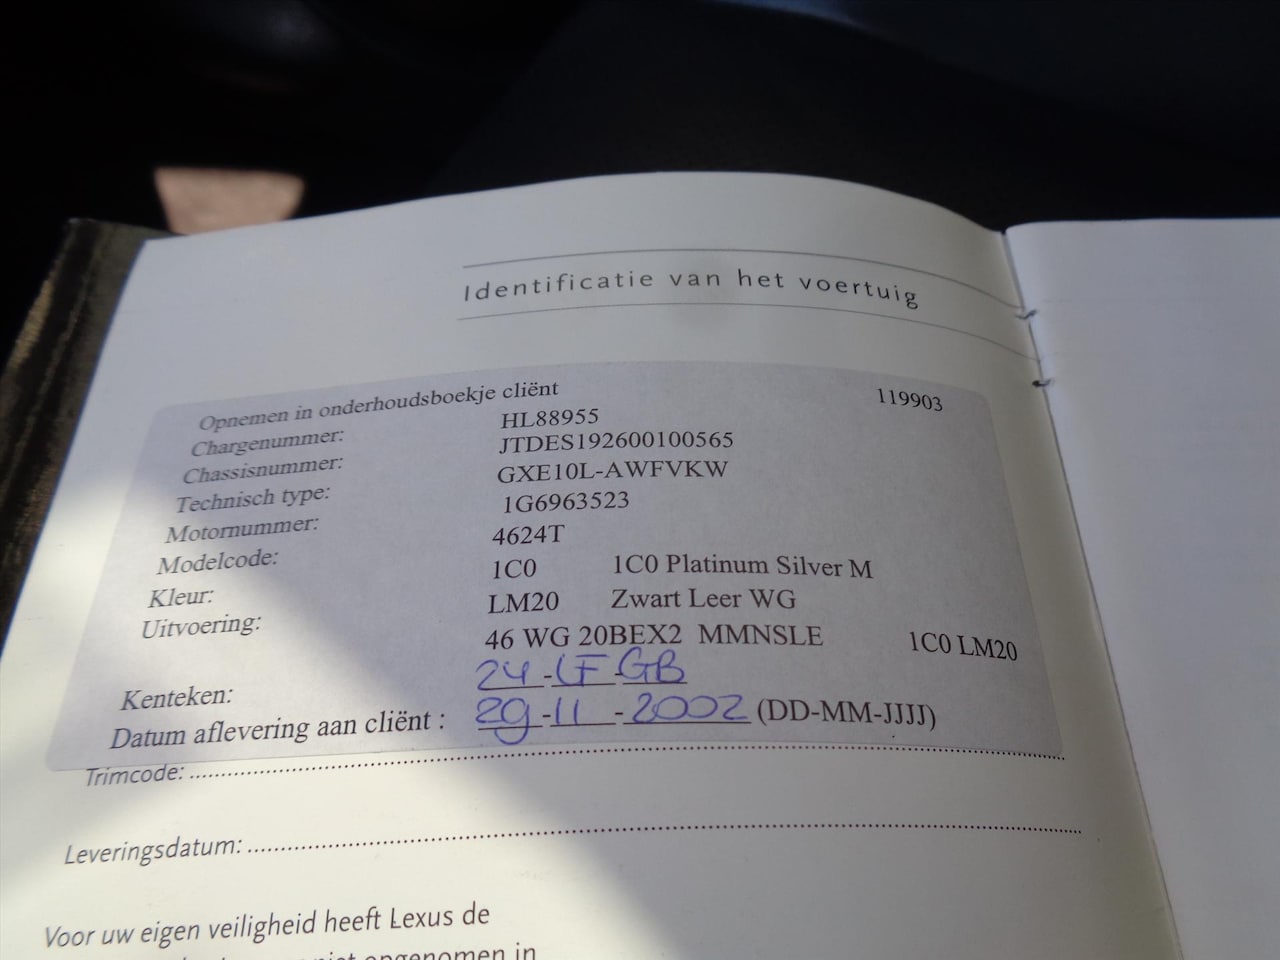 Identificatie van het voertuig
Opnemen in onderhoudsboekje cliënt 119903
Chargenummer: HL88955
Chassisnummer: JTDES192600100565
Technisch type: GXE10L-AWFVKW
Motornummer: 1G6963523
Modelcode: 4624T
Kleur: 1C0 1C0 Platinum Silver M
Uitvoering: LM20 Zwart Leer WG
46 WG 20BEX2 MMNSLE 1C0 LM20
Kenteken: 24-LF-GB
Datum aflevering aan cliënt : 29-11-2002 (DD-MM-JJJJ)
Trimcode:
Leveringsdatum:
Voor uw eigen veiligheid heeft Lexus de
niet opgenomen in